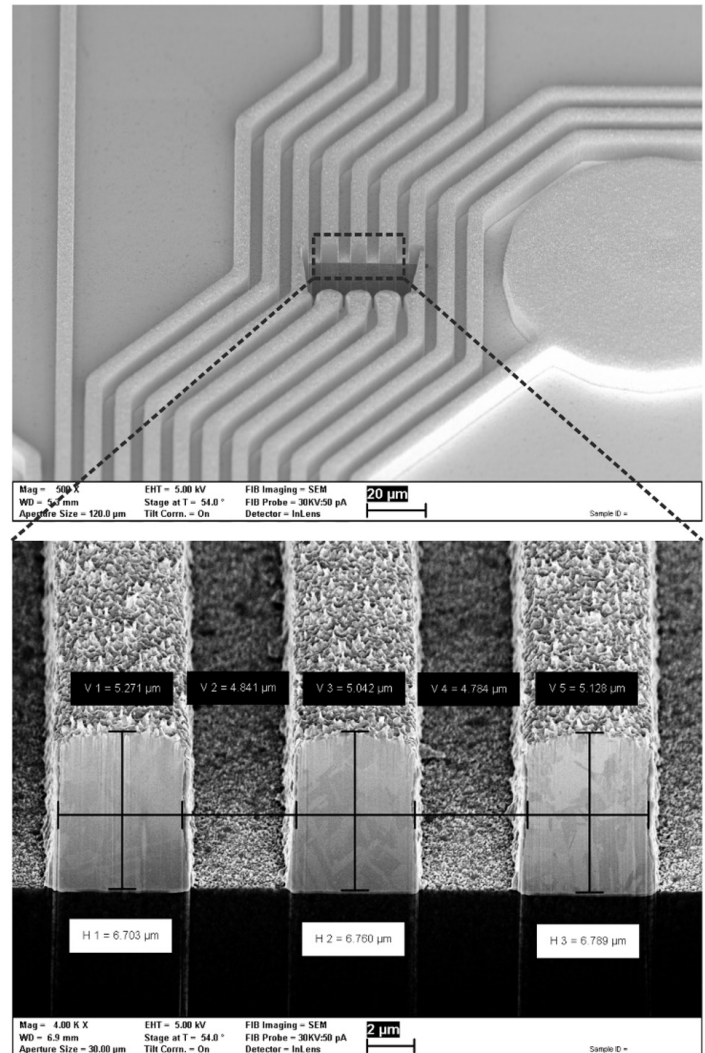 Mag = 500 X EHT = 5.00 kV FIB Imaging = SEM 20 µm
WD = 5.3 mm Stage at T = 54.0 ° FIB Probe = 30KV:50 pA
Aperture Size = 120.0 µm Tilt Corrn. = On Detector = InLens Sample ID =
V 1 = 5.271 µm V 2 = 4.841 µm V 3 = 5.042 µm V 4 = 4.784 µm V 5 = 5.128 µm
H 1 = 6.703 µm H 2 = 6.760 µm H 3 = 6.789 µm
Mag = 4.00 K X EHT = 5.00 kV FIB Imaging = SEM 2 µm
WD = 6.9 mm Stage at T = 54.0 ° FIB Probe = 30KV:50 pA
Aperture Size = 30.00 µm Tilt Corrn. = On Detector = InLens Sample ID =